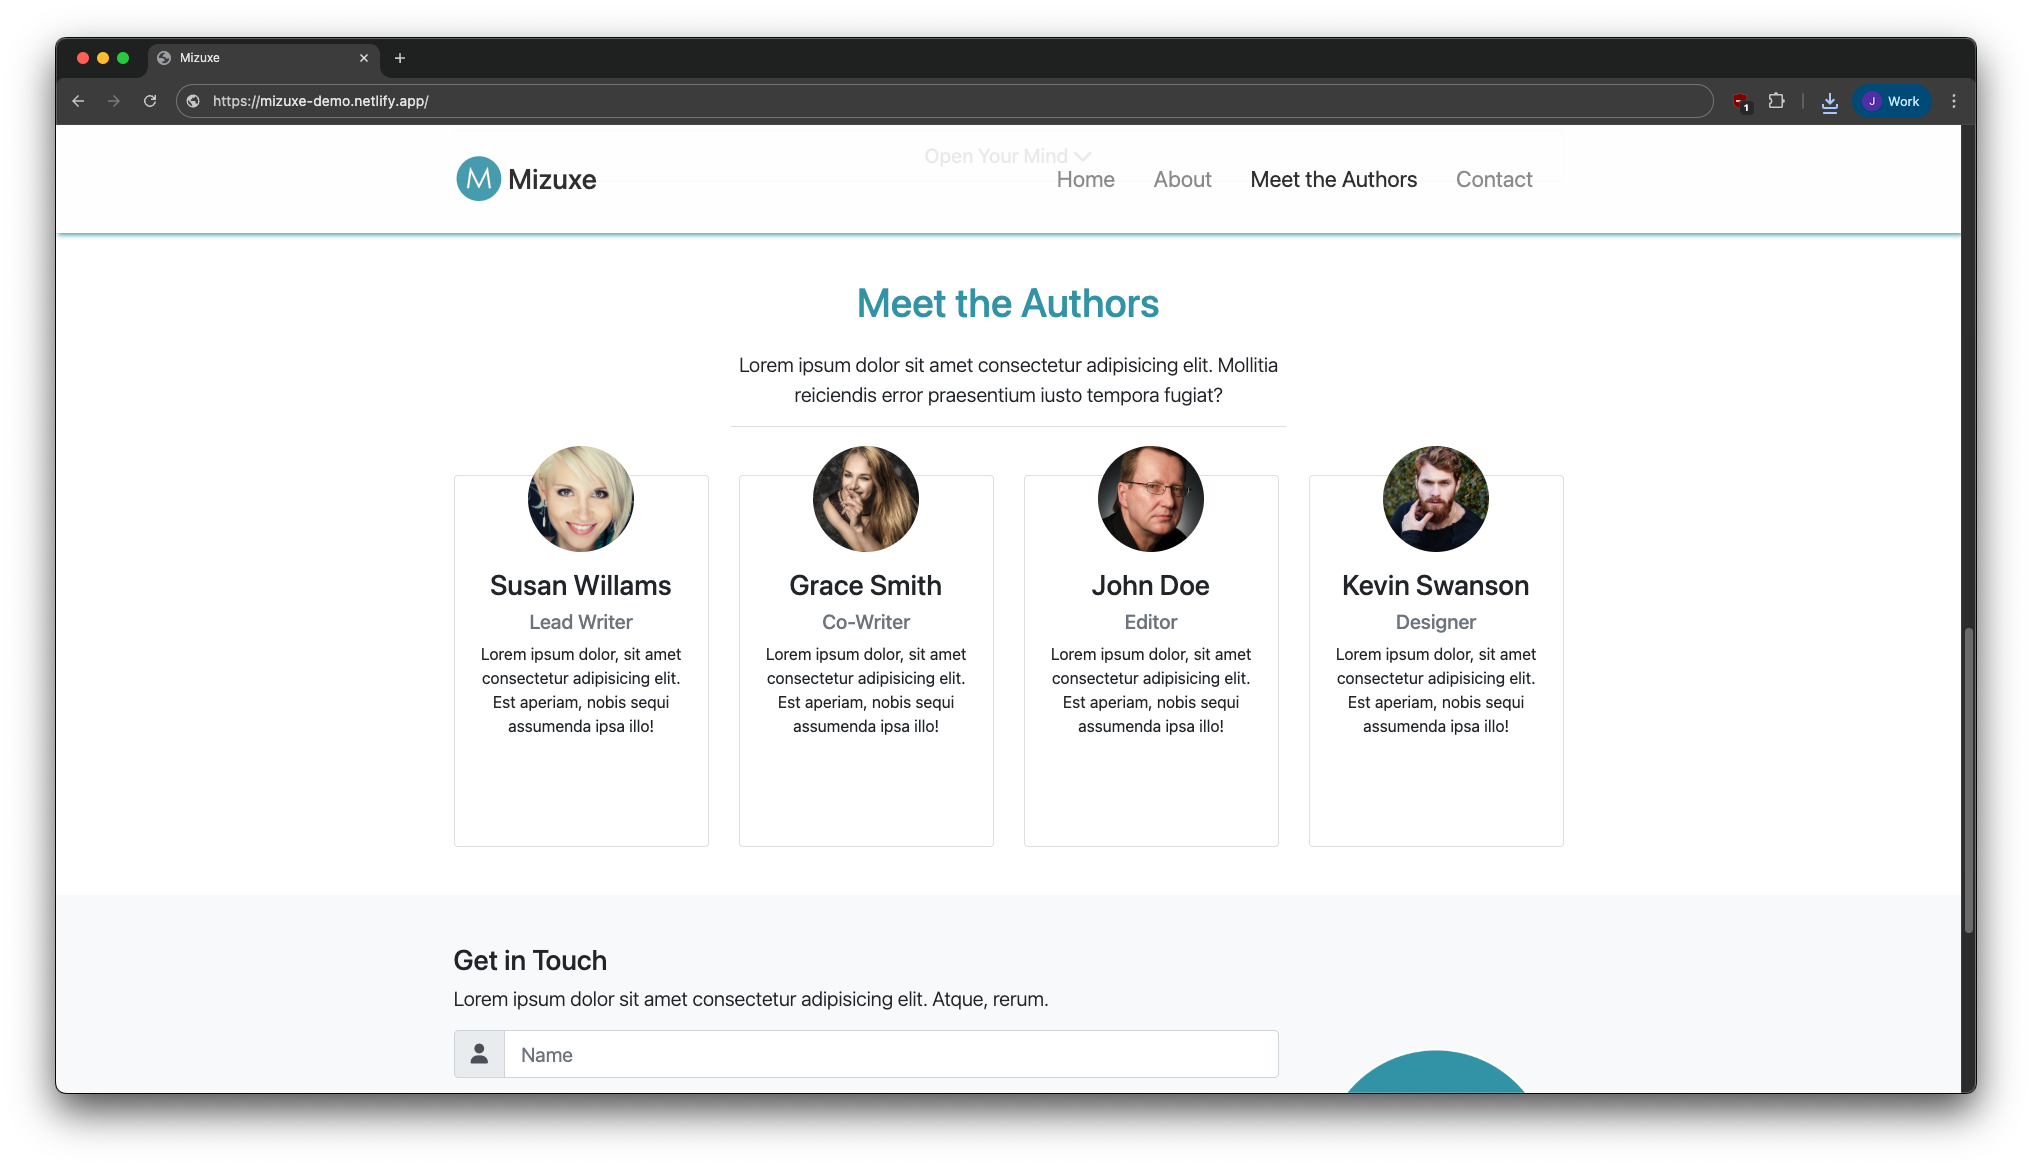 Mizuxe
https://mizuxe-demo.netlify.app/
1
J
Work
Open Your Mind
M
Mizuxe
Home
About
Meet the Authors
Contact
Meet the Authors
Lorem ipsum dolor sit amet consectetur adipisicing elit. Mollitia
reiciendis error praesentium iusto tempora fugiat?
Susan Willams
Lead Writer
Lorem ipsum dolor, sit amet
consectetur adipisicing elit.
Est aperiam, nobis sequi
assumenda ipsa illo!
Grace Smith
Co-Writer
Lorem ipsum dolor, sit amet
consectetur adipisicing elit.
Est aperiam, nobis sequi
assumenda ipsa illo!
John Doe
Editor
Lorem ipsum dolor, sit amet
consectetur adipisicing elit.
Est aperiam, nobis sequi
assumenda ipsa illo!
Kevin Swanson
Designer
Lorem ipsum dolor, sit amet
consectetur adipisicing elit.
Est aperiam, nobis sequi
assumenda ipsa illo!
Get in Touch
Lorem ipsum dolor sit amet consectetur adipisicing elit. Atque, rerum.
Name